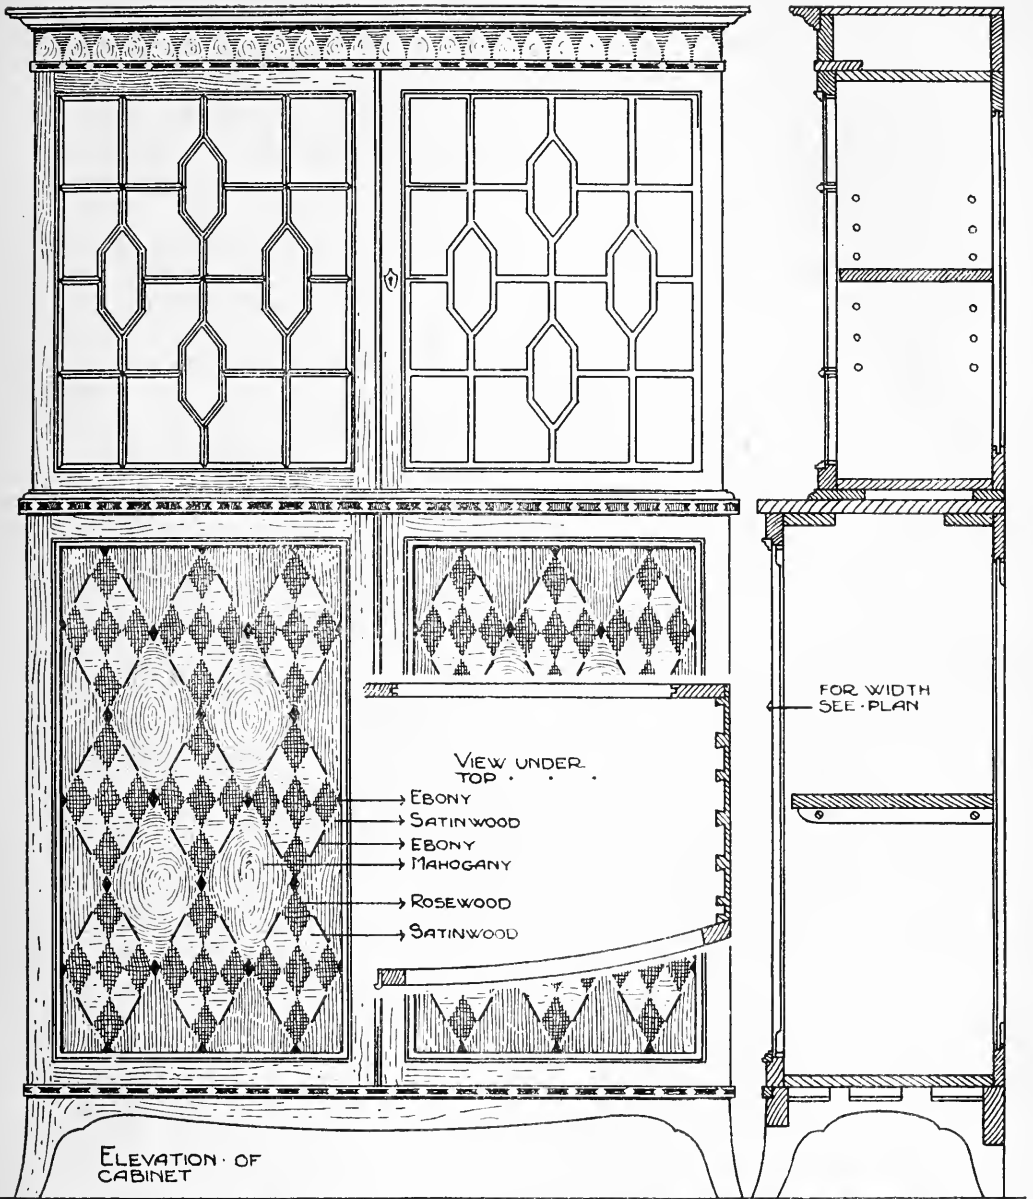 FOR WIDTH
SEE · PLAN
VIEW UNDER
TOP · · ·
EBONY
SATINWOOD
EBONY
MAHOGANY
ROSEWOOD
SATINWOOD
ELEVATION · OF
CABINET